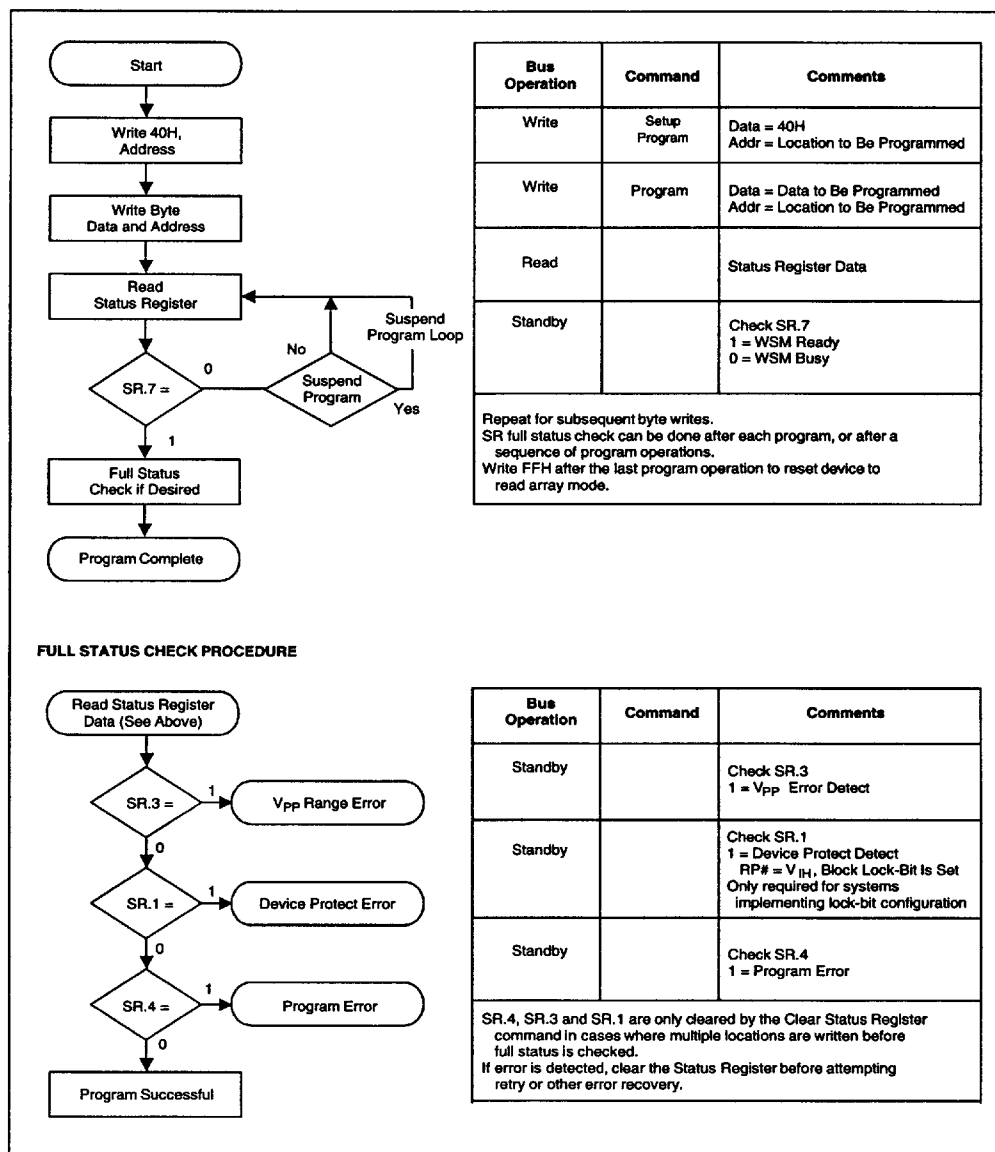 Start
Write 40H,
Address
Write Byte
Data and Address
Read
Status Register
Suspend
Program Loop
No
0
SR.7 =
Suspend
Program
Yes
1
Full Status
Check if Desired
Program Complete
Bus
Operation
Command
Comments
Write
Setup
Program
Data = 40H
Addr = Location to Be Programmed
Write
Program
Data = Data to Be Programmed
Addr = Location to Be Programmed
Read
Status Register Data
Standby
Check SR.7
1 = WSM Ready
0 = WSM Busy
Repeat for subsequent byte writes.
SR full status check can be done after each program, or after a
sequence of program operations.
Write FFH after the last program operation to reset device to
read array mode.
FULL STATUS CHECK PROCEDURE
Read Status Register
Data (See Above)
SR.3 =
1
VPP Range Error
0
SR.1 =
1
Device Protect Error
0
SR.4 =
1
Program Error
0
Program Successful
Bus
Operation
Command
Comments
Standby
Check SR.3
1 = VPP Error Detect
Standby
Check SR.1
1 = Device Protect Detect
RP# = VIH, Block Lock-Bit Is Set
Only required for systems
implementing lock-bit configuration
Standby
Check SR.4
1 = Program Error
SR.4, SR.3 and SR.1 are only cleared by the Clear Status Register
command in cases where multiple locations are written before
full status is checked.
If error is detected, clear the Status Register before attempting
retry or other error recovery.